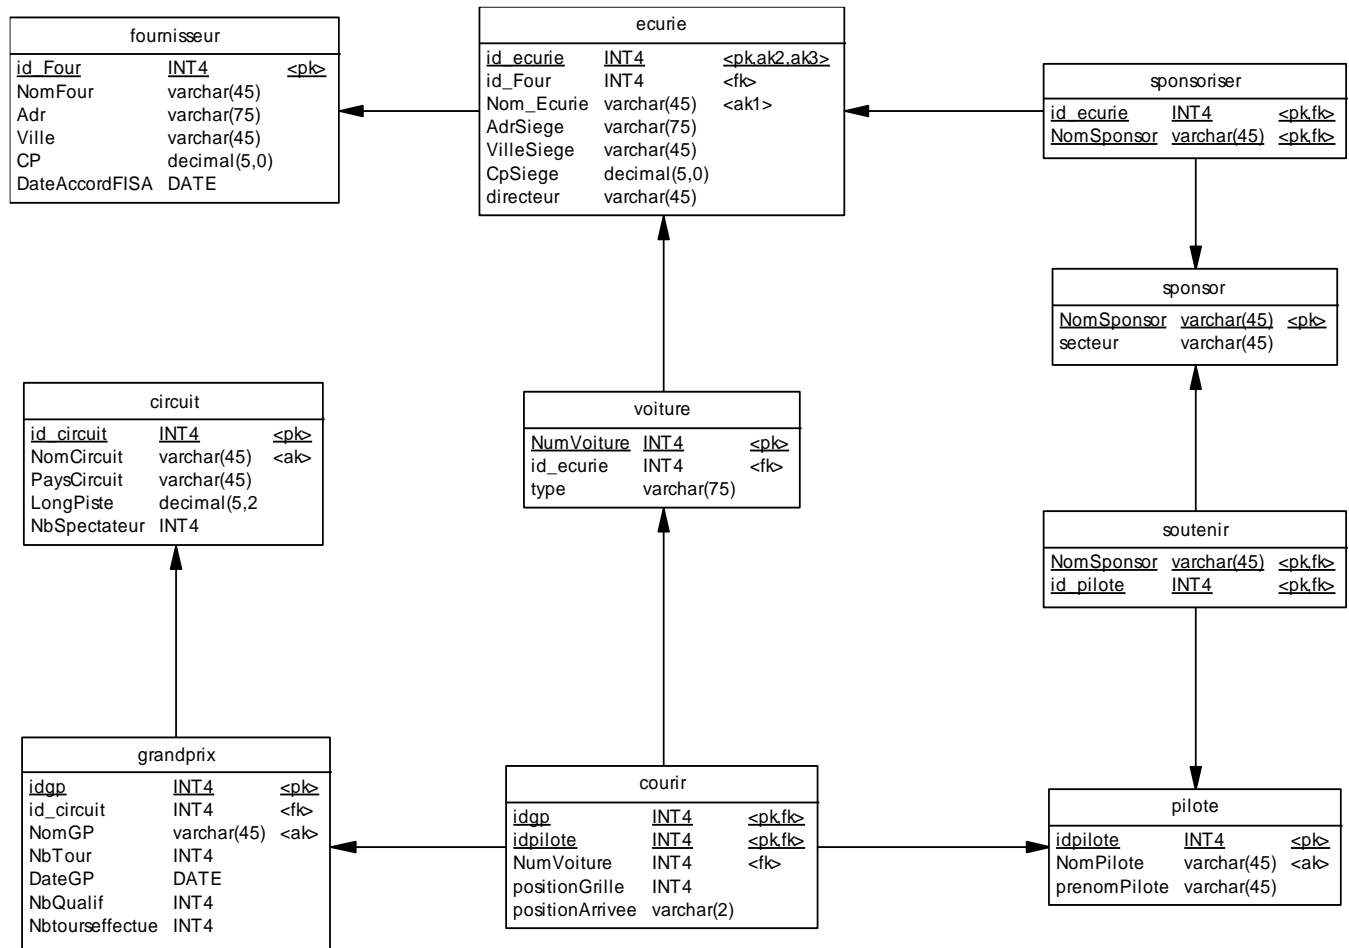 fournisseur
id_Four INT4 <pk>
NomFour varchar(45)
Adr varchar(75)
Ville varchar(45)
CP decimal(5,0)
DateAccordFISA DATE
ecurie
id_ecurie INT4 <pk,ak2,ak3>
id_Four INT4 <fk>
Nom_Ecurie varchar(45) <ak1>
AdrSiege varchar(75)
VilleSiege varchar(45)
CpSiege decimal(5,0)
directeur varchar(45)
sponsoriser
id_ecurie INT4 <pk,fk>
NomSponsor varchar(45) <pk,fk>
sponsor
NomSponsor varchar(45) <pk>
secteur varchar(45)
circuit
id_circuit INT4 <pk>
NomCircuit varchar(45) <ak>
PaysCircuit varchar(45)
LongPiste decimal(5,2
NbSpectateur INT4
voiture
NumVoiture INT4 <pk>
id_ecurie INT4 <fk>
type varchar(75)
soutenir
NomSponsor varchar(45) <pk,fk>
id_pilote INT4 <pk,fk>
grandprix
idgp INT4 <pk>
id_circuit INT4 <fk>
NomGP varchar(45) <ak>
NbTour INT4
DateGP DATE
NbQualif INT4
Nbtourseffectue INT4
courir
idgp INT4 <pk,fk>
idpilote INT4 <pk,fk>
NumVoiture INT4 <fk>
positionGrille INT4
positionArrivee varchar(2)
pilote
idpilote INT4 <pk>
NomPilote varchar(45) <ak>
prenomPilote varchar(45)